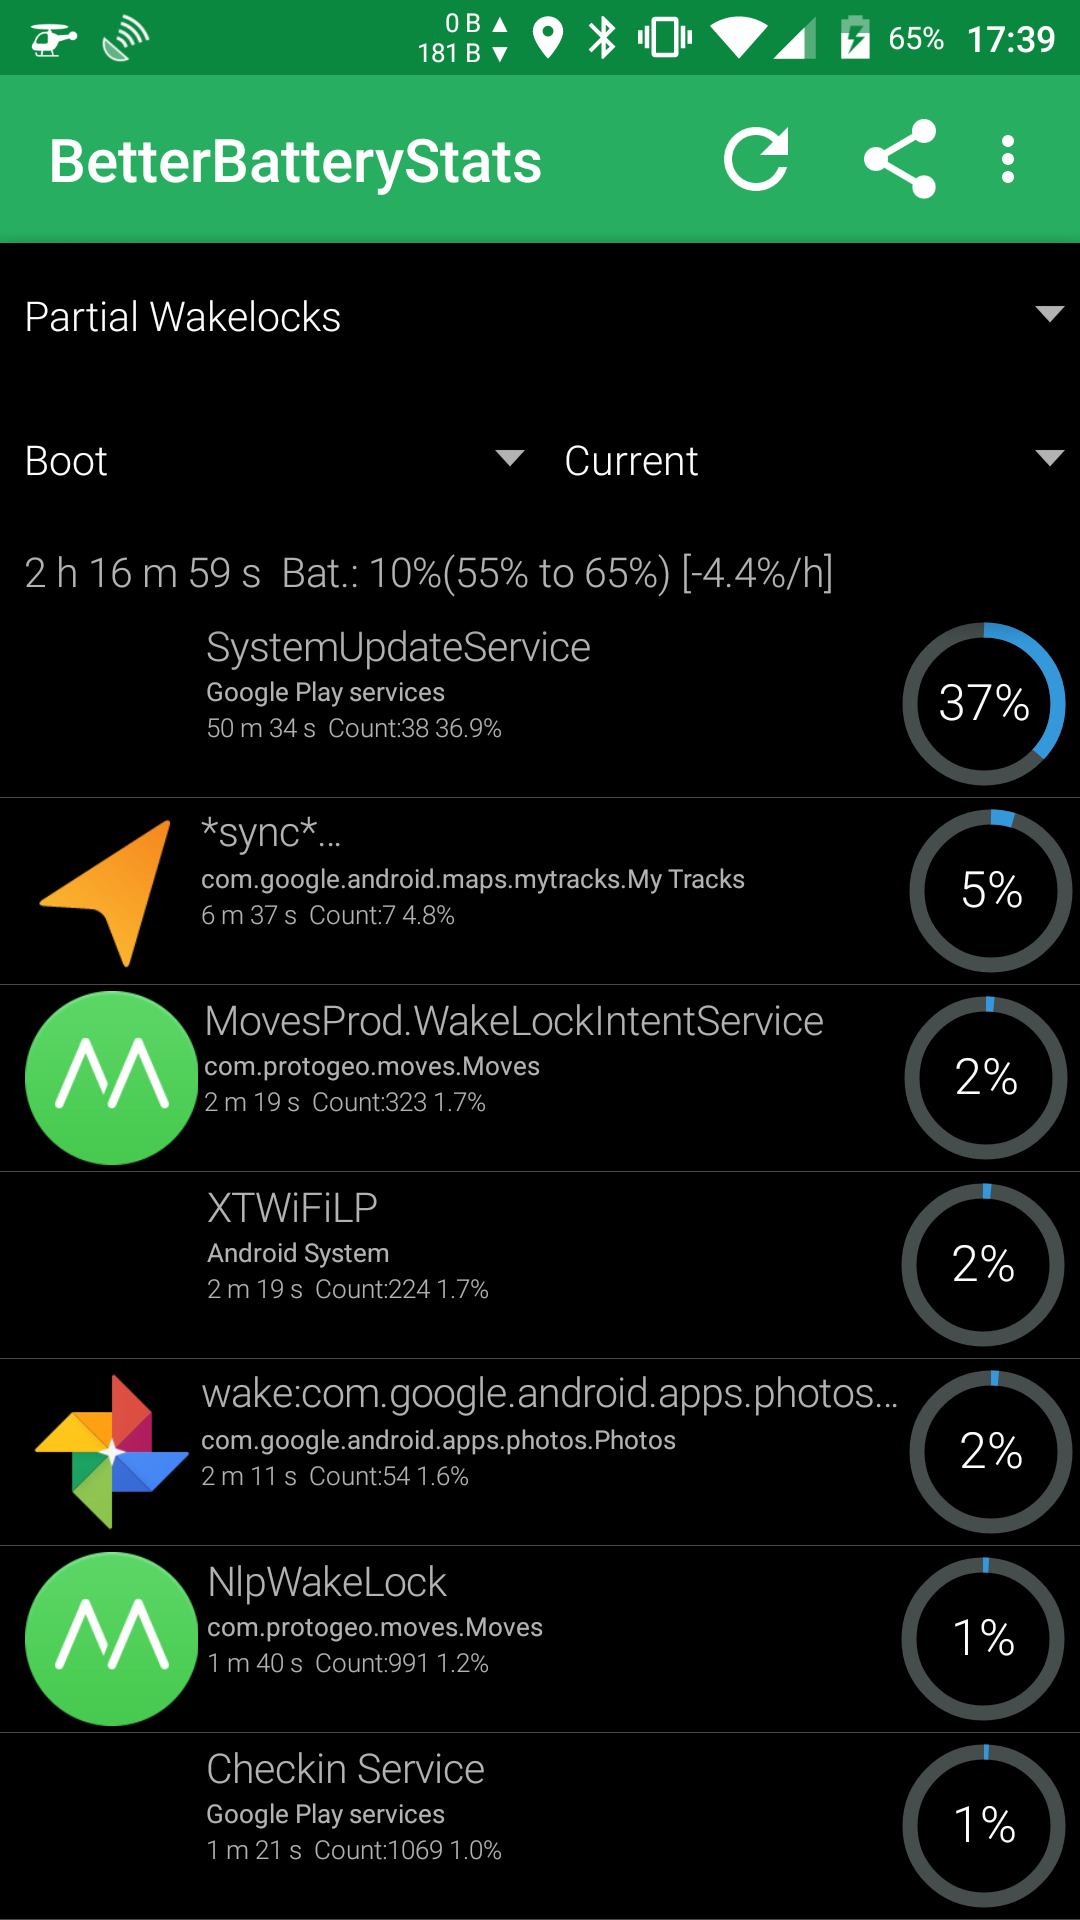 0 B ▲
181 B ▼
65% 17:39
BetterBatteryStats
Partial Wakelocks
Boot Current
2 h 16 m 59 s Bat.: 10%(55% to 65%) [-4.4%/h]
SystemUpdateService
Google Play services
50 m 34 s Count:38 36.9%
37%
*sync*...
com.google.android.maps.mytracks.My Tracks
6 m 37 s Count:7 4.8%
5%
MovesProd.WakeLockIntentService
com.protogeo.moves.Moves
2 m 19 s Count:323 1.7%
2%
XTWiFiLP
Android System
2 m 19 s Count:224 1.7%
2%
wake:com.google.android.apps.photos...
com.google.android.apps.photos.Photos
2 m 11 s Count:54 1.6%
2%
NlpWakeLock
com.protogeo.moves.Moves
1 m 40 s Count:991 1.2%
1%
Checkin Service
Google Play services
1 m 21 s Count:1069 1.0%
1%